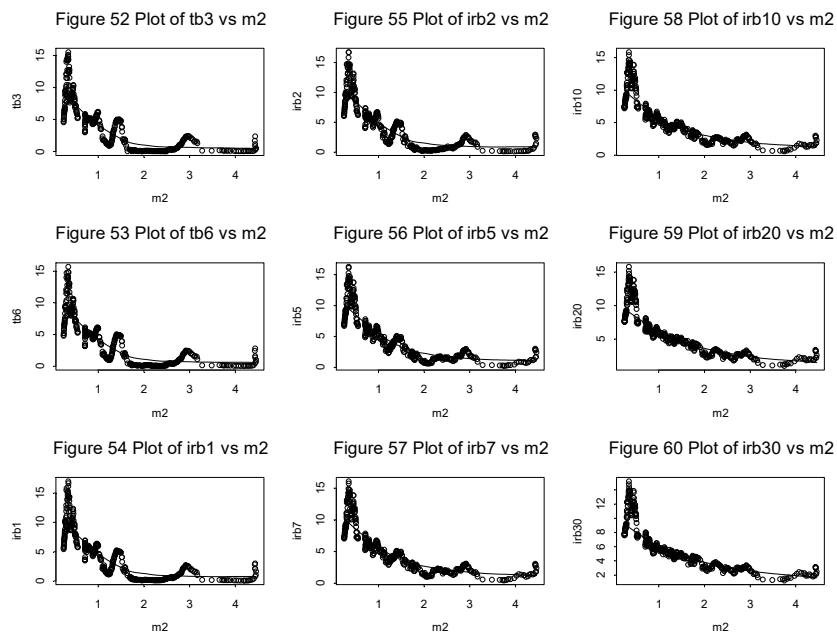 Figure 52 Plot of tb3 vs m2
tb3
0 5 10 15
1 2 3 4
m2
Figure 55 Plot of irb2 vs m2
irb2
0 5 10 15
1 2 3 4
m2
Figure 58 Plot of irb10 vs m2
irb10
0 5 10 15
1 2 3 4
m2
Figure 53 Plot of tb6 vs m2
tb6
0 5 10 15
1 2 3 4
m2
Figure 56 Plot of irb5 vs m2
irb5
0 5 10 15
1 2 3 4
m2
Figure 59 Plot of irb20 vs m2
irb20
5 10 15
1 2 3 4
m2
Figure 54 Plot of irb1 vs m2
irb1
0 5 10 15
1 2 3 4
m2
Figure 57 Plot of irb7 vs m2
irb7
0 5 10 15
1 2 3 4
m2
Figure 60 Plot of irb30 vs m2
irb30
2 4 6 8 12
1 2 3 4
m2